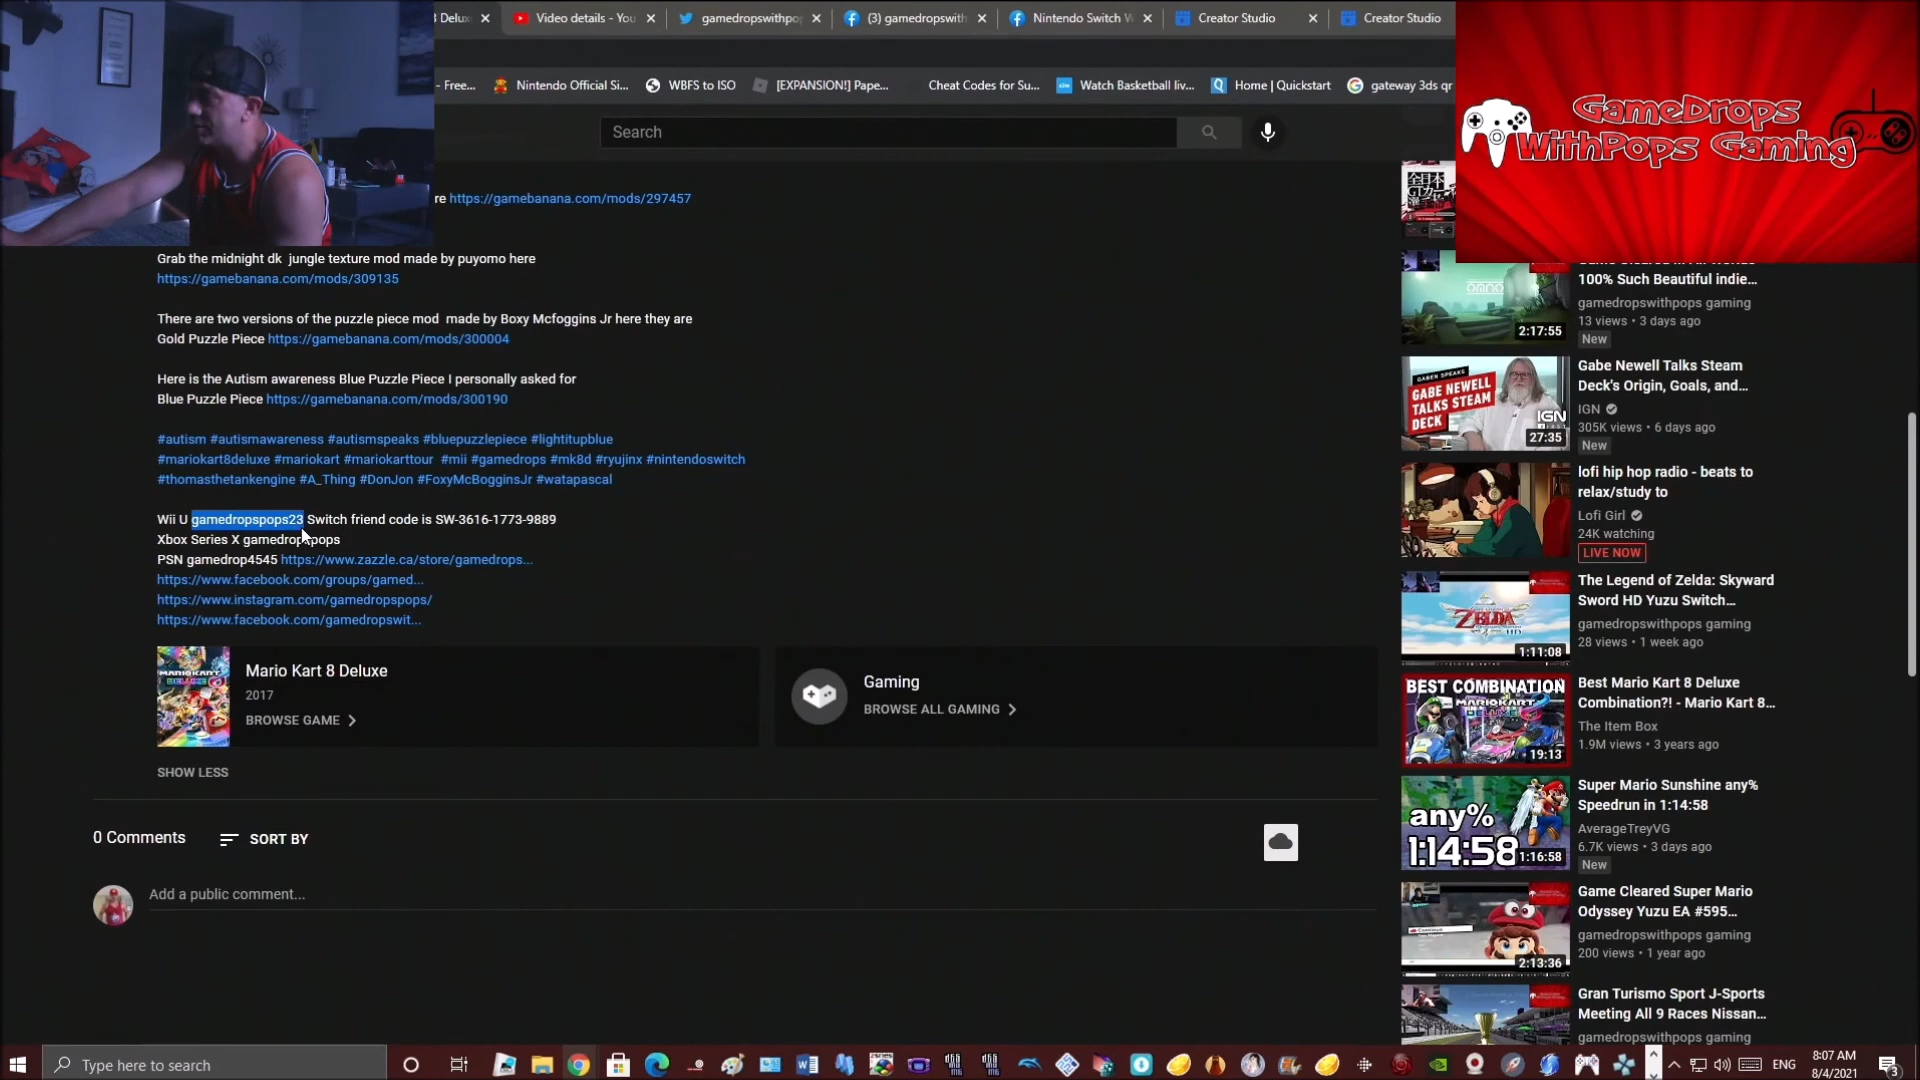 8 Delux
Video details - You
gamedropswithpo
(3) gamedropswith
Nintendo Switch W
Creator Studio
Creator Studio
- Free...
Nintendo Official Si...
WBFS to ISO
[EXPANSION!] Pape...
Cheat Codes for Su...
Watch Basketball liv...
Home | Quickstart
gateway 3ds qr
GameDrops
WithPops Gaming
Search
re https://gamebanana.com/mods/297457
Grab the midnight dk jungle texture mod made by puyomo here
https://gamebanana.com/mods/309135
There are two versions of the puzzle piece mod made by Boxy Mcfoggins Jr here they are
Gold Puzzle Piece https://gamebanana.com/mods/300004
Here is the Autism awareness Blue Puzzle Piece I personally asked for
Blue Puzzle Piece https://gamebanana.com/mods/300190
#autism #autismawareness #autismspeaks #bluepuzzlepiece #lightitupblue
#mariokart8deluxe #mariokart #mariokarttour #mii #gamedrops #mk8d #ryujinx #nintendoswitch
#thomasthetankengine #A_Thing #DonJon #FoxyMcBogginsJr #watapascal
Wii U gamedropspops23 Switch friend code is SW-3616-1773-9889
Xbox Series X gamedropxpops
PSN gamedrop4545 https://www.zazzle.ca/store/gamedrops...
https://www.facebook.com/groups/gamed...
https://www.instagram.com/gamedropspops/
https://www.facebook.com/gamedropswit...
MARIOKART
Mario Kart 8 Deluxe
2017
BROWSE GAME
Gaming
BROWSE ALL GAMING
SHOW LESS
0 Comments
SORT BY
Add a public comment...
全日本
omno
2:17:55
100% Such Beautiful indie...
gamedropswithpops gaming
13 views • 3 days ago
New
GABEN SPEAKS
GABE NEWELL
TALKS STEAM
DECK
IGN
27:35
Gabe Newell Talks Steam
Deck's Origin, Goals, and...
IGN
305K views • 6 days ago
New
lofi hip hop radio - beats to
relax/study to
Lofi Girl
24K watching
LIVE NOW
ZELDA
1:11:08
The Legend of Zelda: Skyward
Sword HD Yuzu Switch...
gamedropswithpops gaming
28 views • 1 week ago
BEST COMBINATION
19:13
Best Mario Kart 8 Deluxe
Combination?! - Mario Kart 8...
The Item Box
1.9M views • 3 years ago
any%
1:14:58
1:16:58
Super Mario Sunshine any%
Speedrun in 1:14:58
AverageTreyVG
6.7K views • 3 days ago
New
2:13:36
Game Cleared Super Mario
Odyssey Yuzu EA #595...
gamedropswithpops gaming
200 views • 1 year ago
Gran Turismo Sport J-Sports
Meeting All 9 Races Nissan...
gamedropswithpops gaming
Type here to search
ENG
8:07 AM
8/4/2021
3